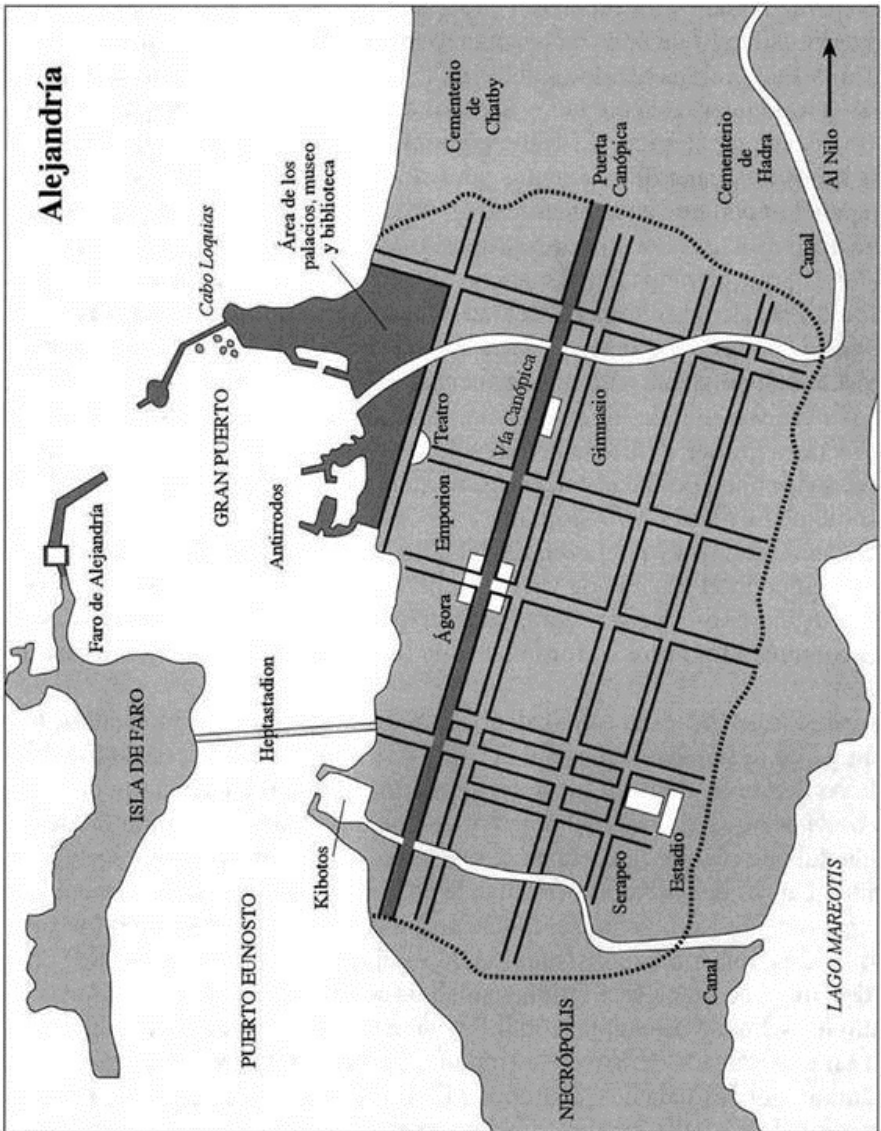 Alejandría
Cabo Loquias
Área de los
palacios, museo
y biblioteca
Cementerio
de
Chatby
Puerta
Canópica
Cementerio
de
Hadra
Al Nilo
Canal
Faro de Alejandría
GRAN PUERTO
Antirrodos
Teatro
Emporion
Vía Canópica
Gimnasio
Ágora
ISLA DE FARO
Heptastadion
PUERTO EUNOSTO
Kibotos
Serapeo
Estadio
NECRÓPOLIS
Canal
LAGO MAREOTIS